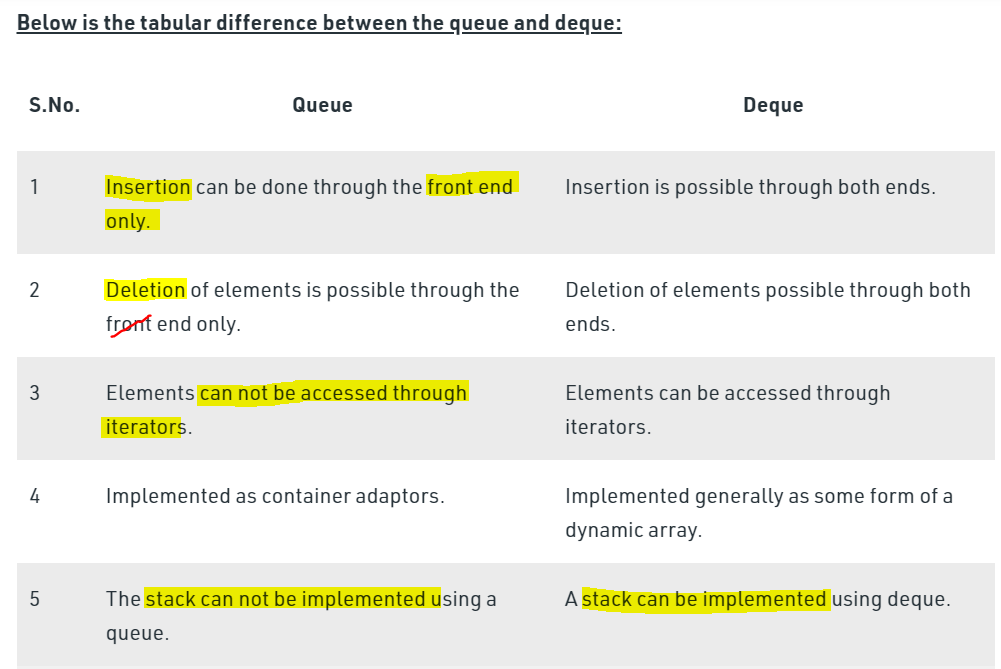 Below is the tabular difference between the queue and deque:
S.No. Queue Deque
1 Insertion can be done through the front end Insertion is possible through both ends.
only.
2 Deletion of elements is possible through the Deletion of elements possible through both
front end only. ends.
3 Elements can not be accessed through Elements can be accessed through
iterators. iterators.
4 Implemented as container adaptors. Implemented generally as some form of a
dynamic array.
5 The stack can not be implemented using a A stack can be implemented using deque.
queue.